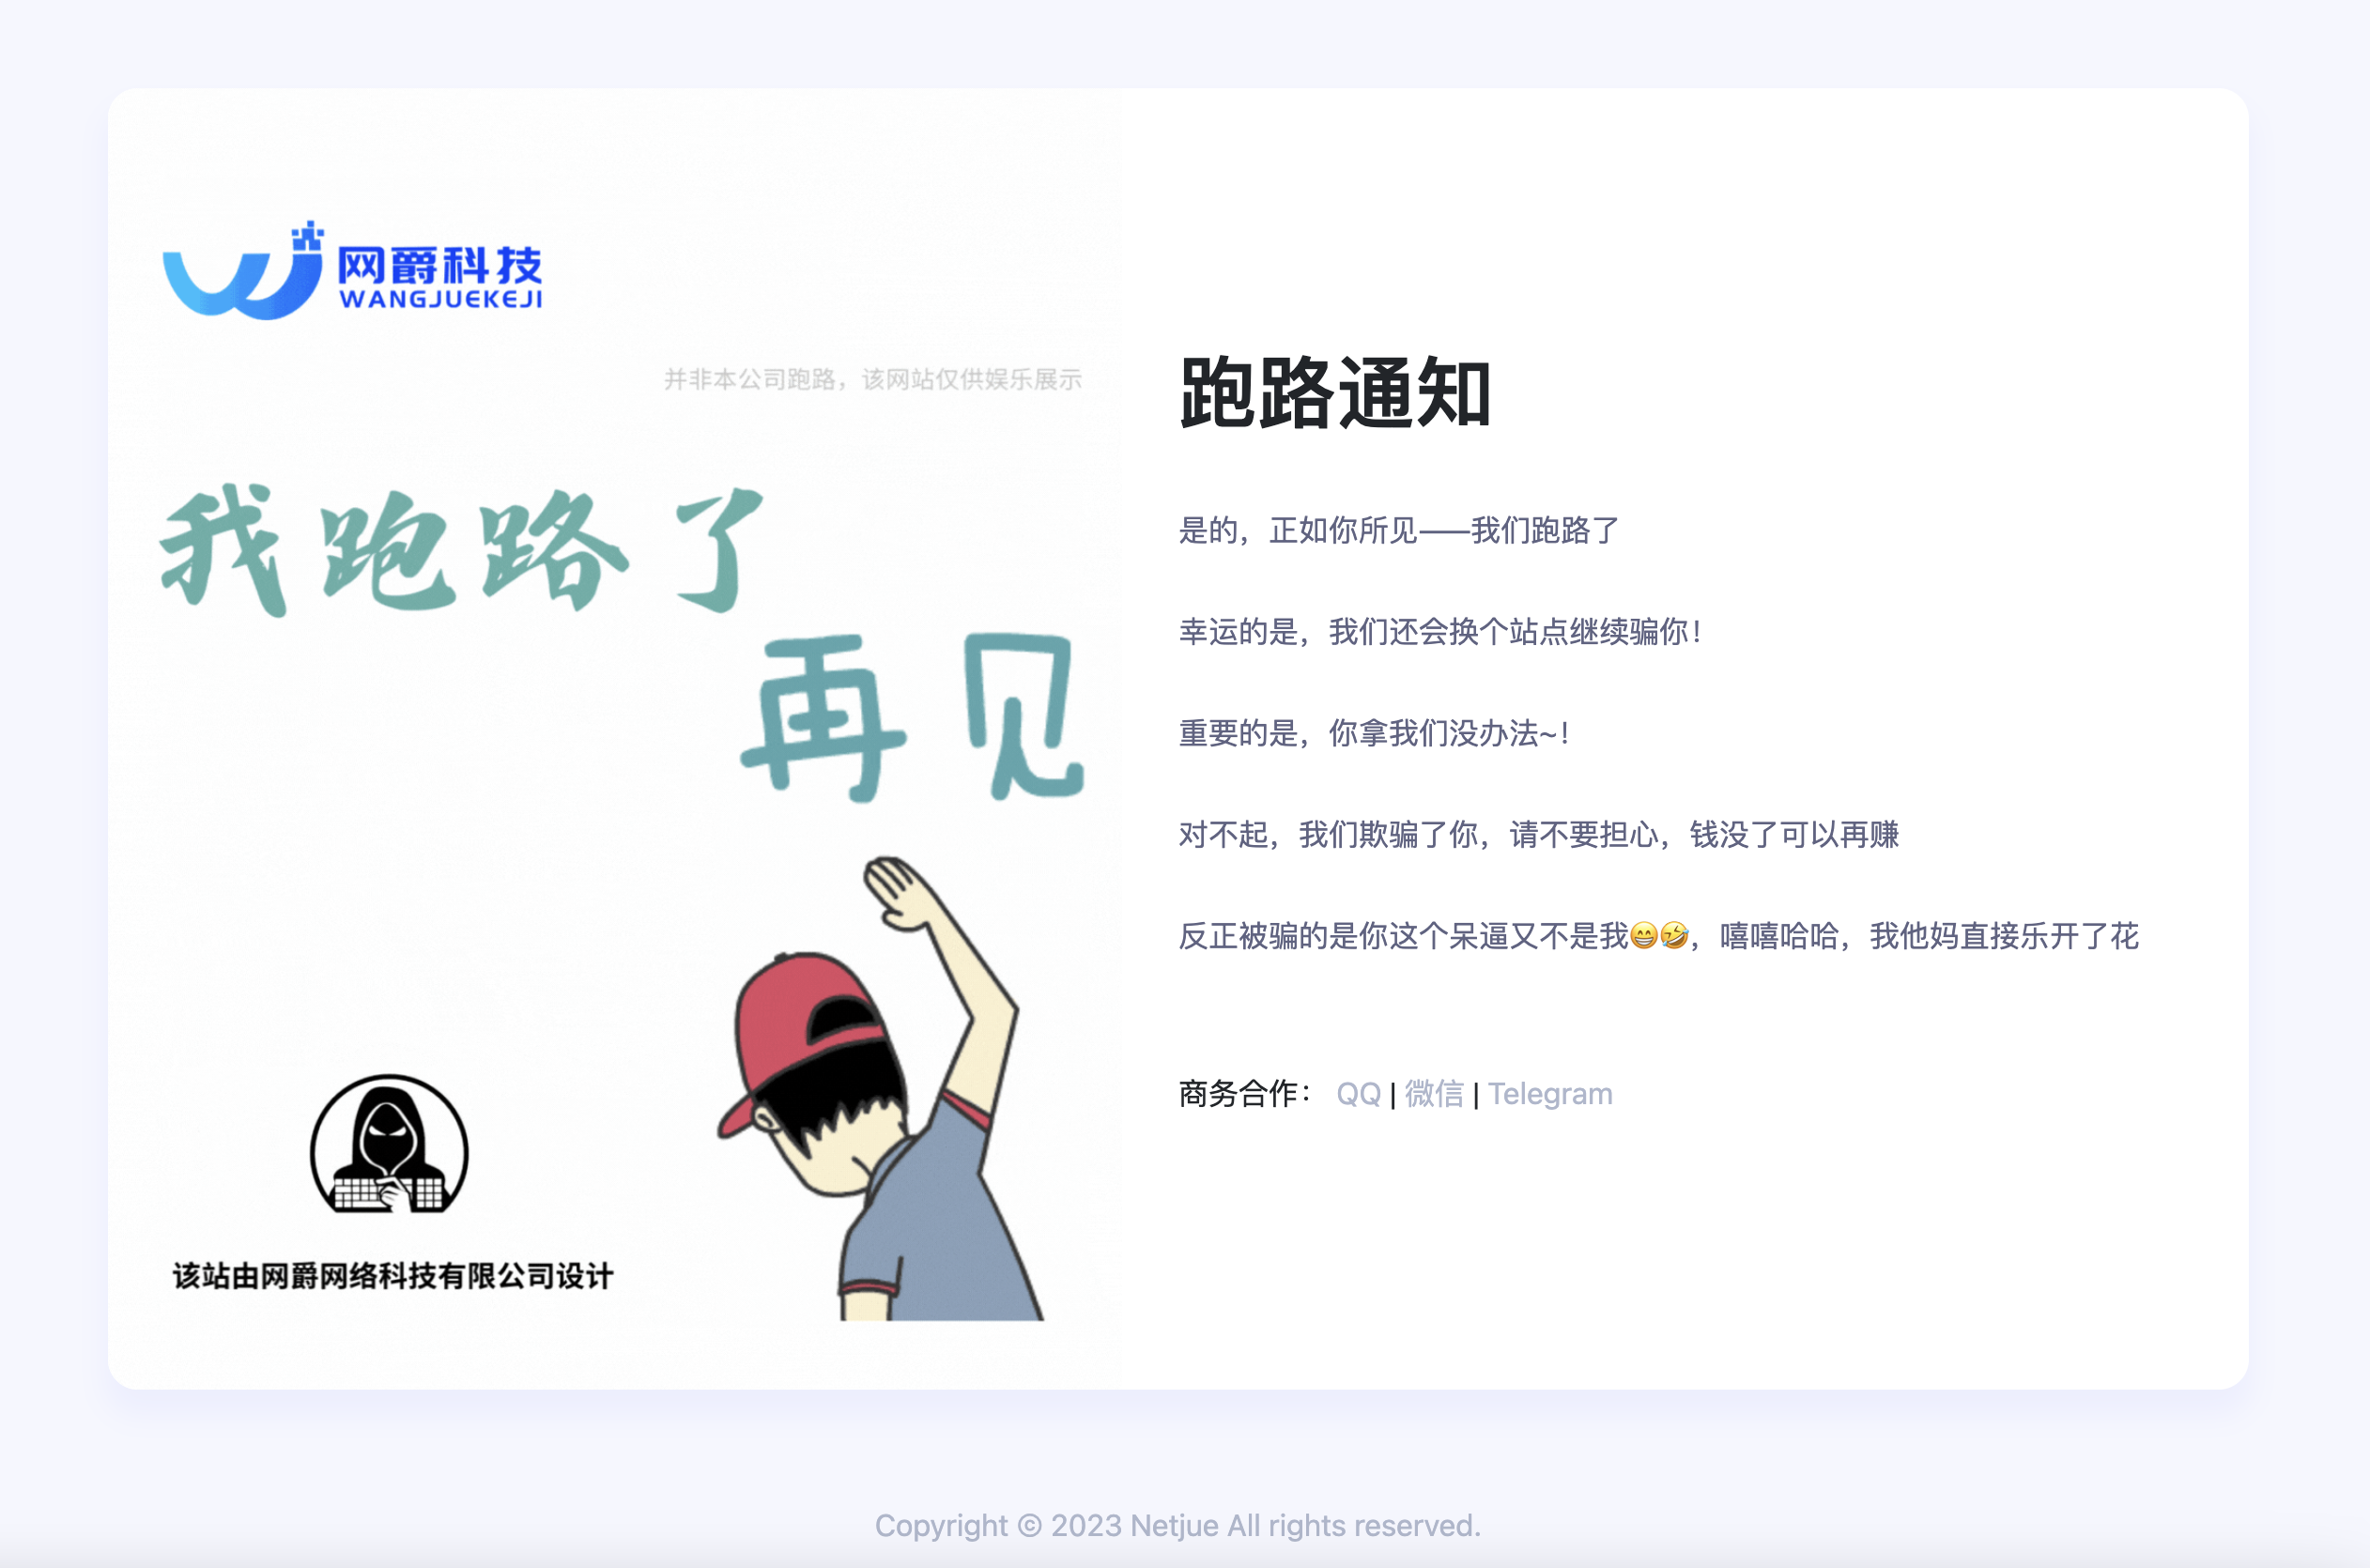 网爵科技
WANGJUEKEJI
并非本公司跑路，该网站仅供娱乐展示
我跑路了
再见
该站由网爵网络科技有限公司设计
跑路通知
是的，正如你所见——我们跑路了
幸运的是，我们还会换个站点继续骗你！
重要的是，你拿我们没办法~！
对不起，我们欺骗了你，请不要担心，钱没了可以再赚
反正被骗的是你这个呆逼又不是我😁🤣，嘻嘻哈哈，我他妈直接乐开了花
商务合作： QQ | 微信 | Telegram
Copyright © 2023 Netjue All rights reserved.